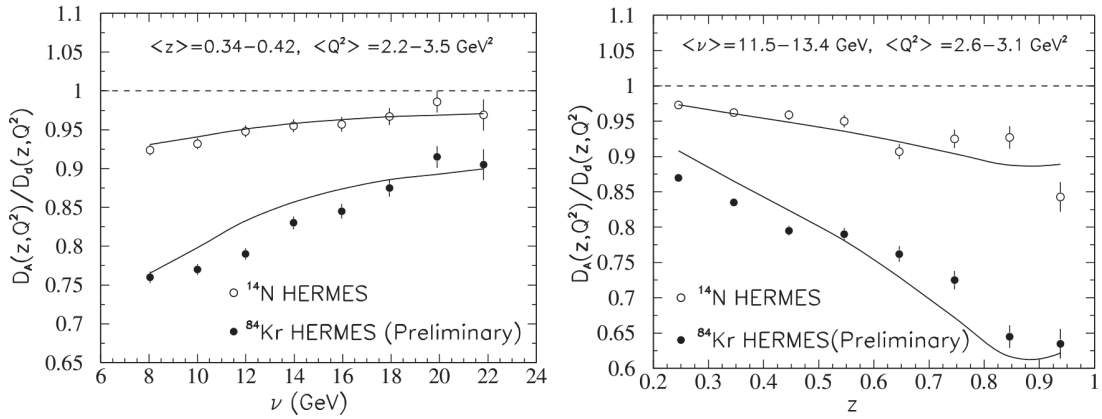 1.1
1.05
1
0.95
0.9
0.85
0.8
0.75
0.7
0.65
0.6
0.65
D_A(z,Q²)/D_d(z,Q²)
<z>=0.34-0.42, <Q²> =2.2-3.5 GeV²
¹⁴N HERMES
⁸⁴Kr HERMES (Preliminary)
6 8 10 12 14 16 18 20 22 24
ν (GeV)
1.1
1.05
1
0.95
0.9
0.85
0.8
0.75
0.7
0.65
0.6
D_A(z,Q²)/D_d(z,Q²)
<ν>=11.5-13.4 GeV, <Q²> =2.6-3.1 GeV²
¹⁴N HERMES
⁸⁴Kr HERMES(Preliminary)
0.2 0.3 0.4 0.5 0.6 0.7 0.8 0.9 1
z